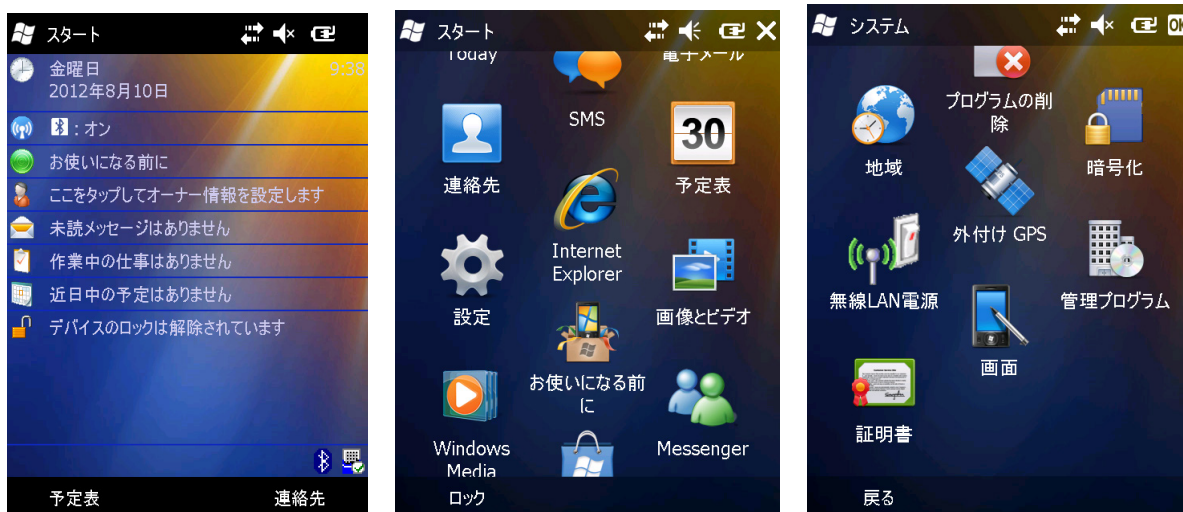 スタート
金曜日
9:38
2012年8月10日
: オン
お使いになる前に
ここをタップしてオーナー情報を設定します
未読メッセージはありません
作業中の仕事はありません
近日中の予定はありません
デバイスのロックは解除されています
予定表
連絡先
スタート
Today
電子メール
SMS
30
連絡先
予定表
Internet
Explorer
設定
画像とビデオ
お使いになる前
に
Windows
Media
Messenger
ロック
システム
OK
プログラムの削
除
地域
暗号化
外付け GPS
無線LAN電源
管理プログラム
画面
証明書
戻る